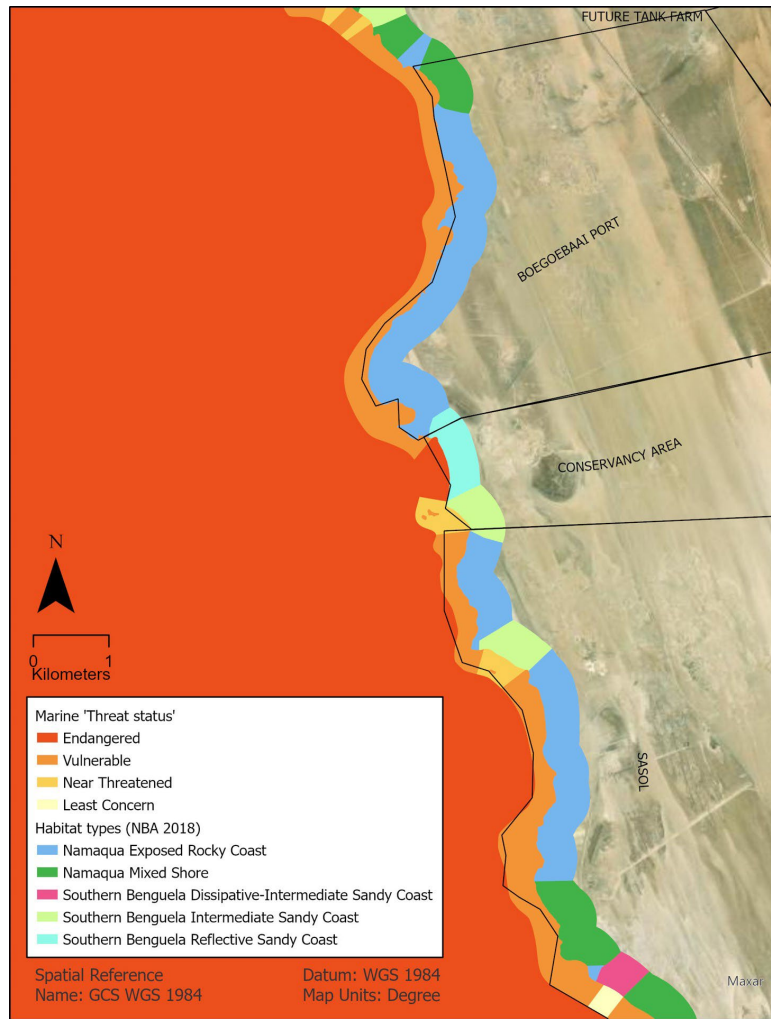 FUTURE TANK FARM
BOEGOEBAAI PORT
CONSERVANCY AREA
SASOL
N
0 1
Kilometers
Marine 'Threat status'
Endangered
Vulnerable
Near Threatened
Least Concern
Habitat types (NBA 2018)
Namaqua Exposed Rocky Coast
Namaqua Mixed Shore
Southern Benguela Dissipative-Intermediate Sandy Coast
Southern Benguela Intermediate Sandy Coast
Southern Benguela Reflective Sandy Coast
Spatial Reference Datum: WGS 1984
Name: GCS WGS 1984 Map Units: Degree
Maxar